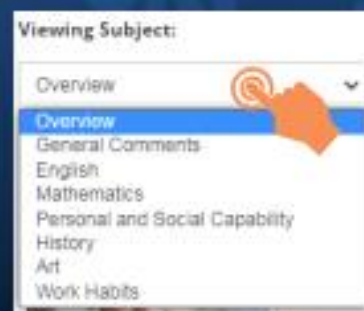 Viewing Subject:
Overview
Overview
General Comments
English
Mathematics
Personal and Social Capability
History
Art
Work Habits